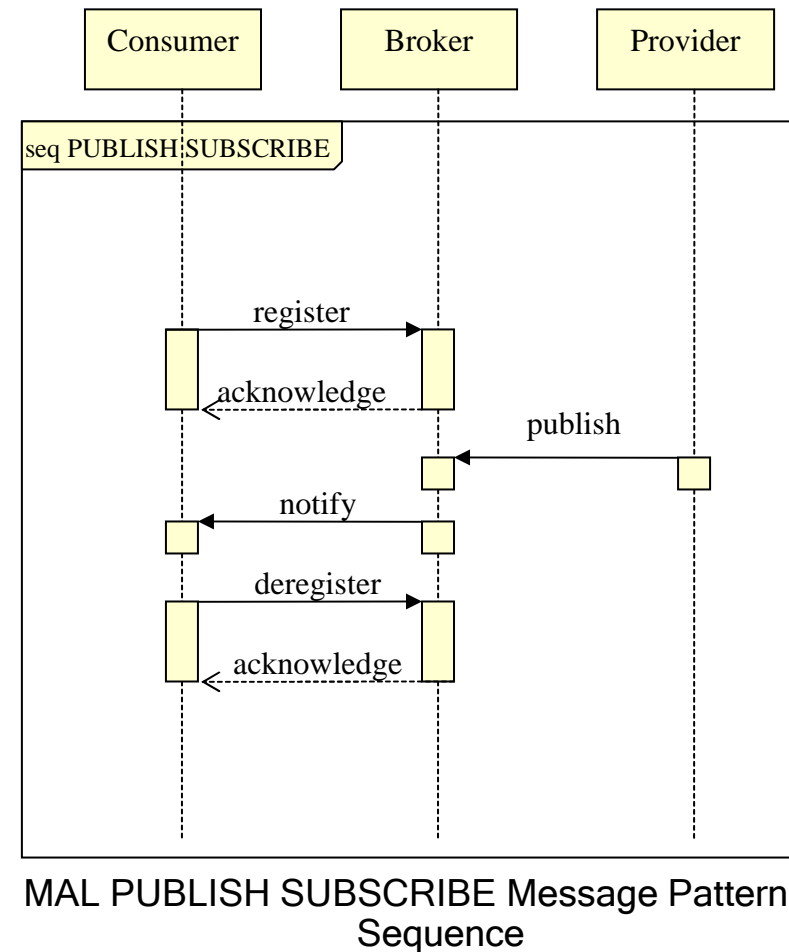 Consumer
Broker
Provider
seq PUBLISH SUBSCRIBE
register
acknowledge
publish
notify
deregister
acknowledge
MAL PUBLISH SUBSCRIBE Message Pattern
Sequence